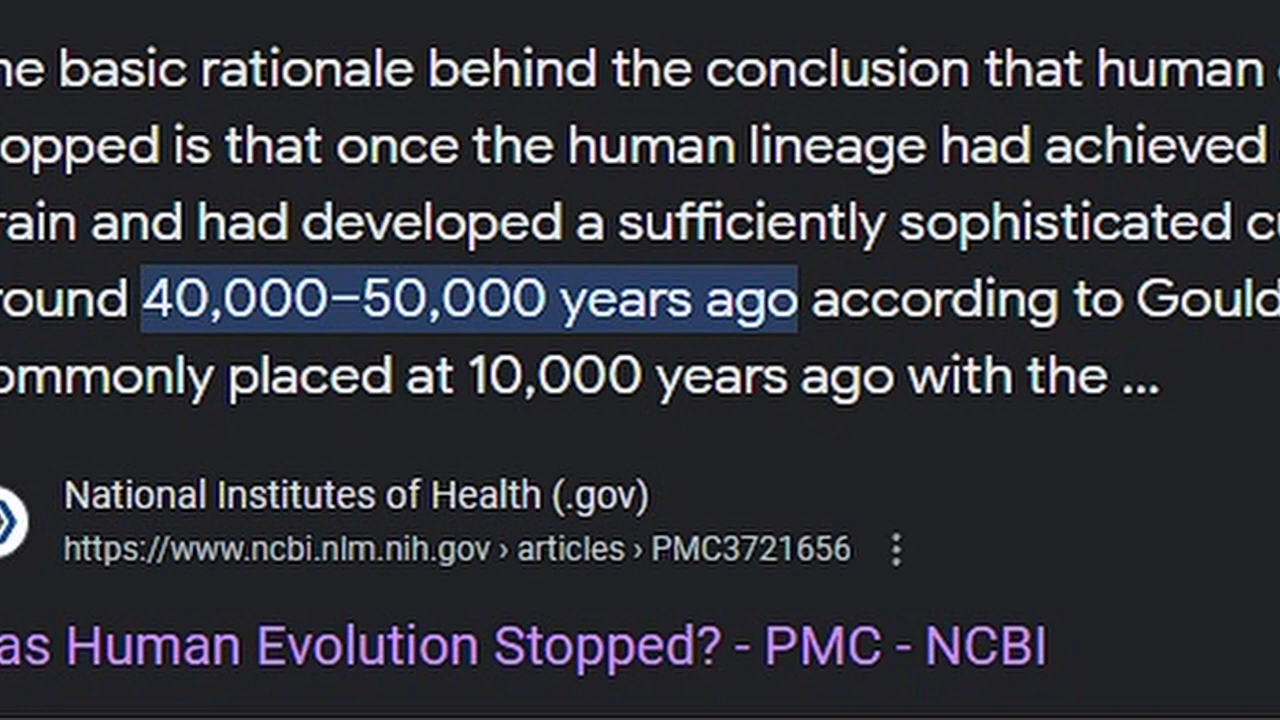 he basic rationale behind the conclusion that human
opped is that once the human lineage had achieved
rain and had developed a sufficiently sophisticated cu
round 40,000–50,000 years ago according to Gould
ommonly placed at 10,000 years ago with the ...
National Institutes of Health (.gov)
https://www.ncbi.nlm.nih.gov › articles › PMC3721656
as Human Evolution Stopped? - PMC - NCBI